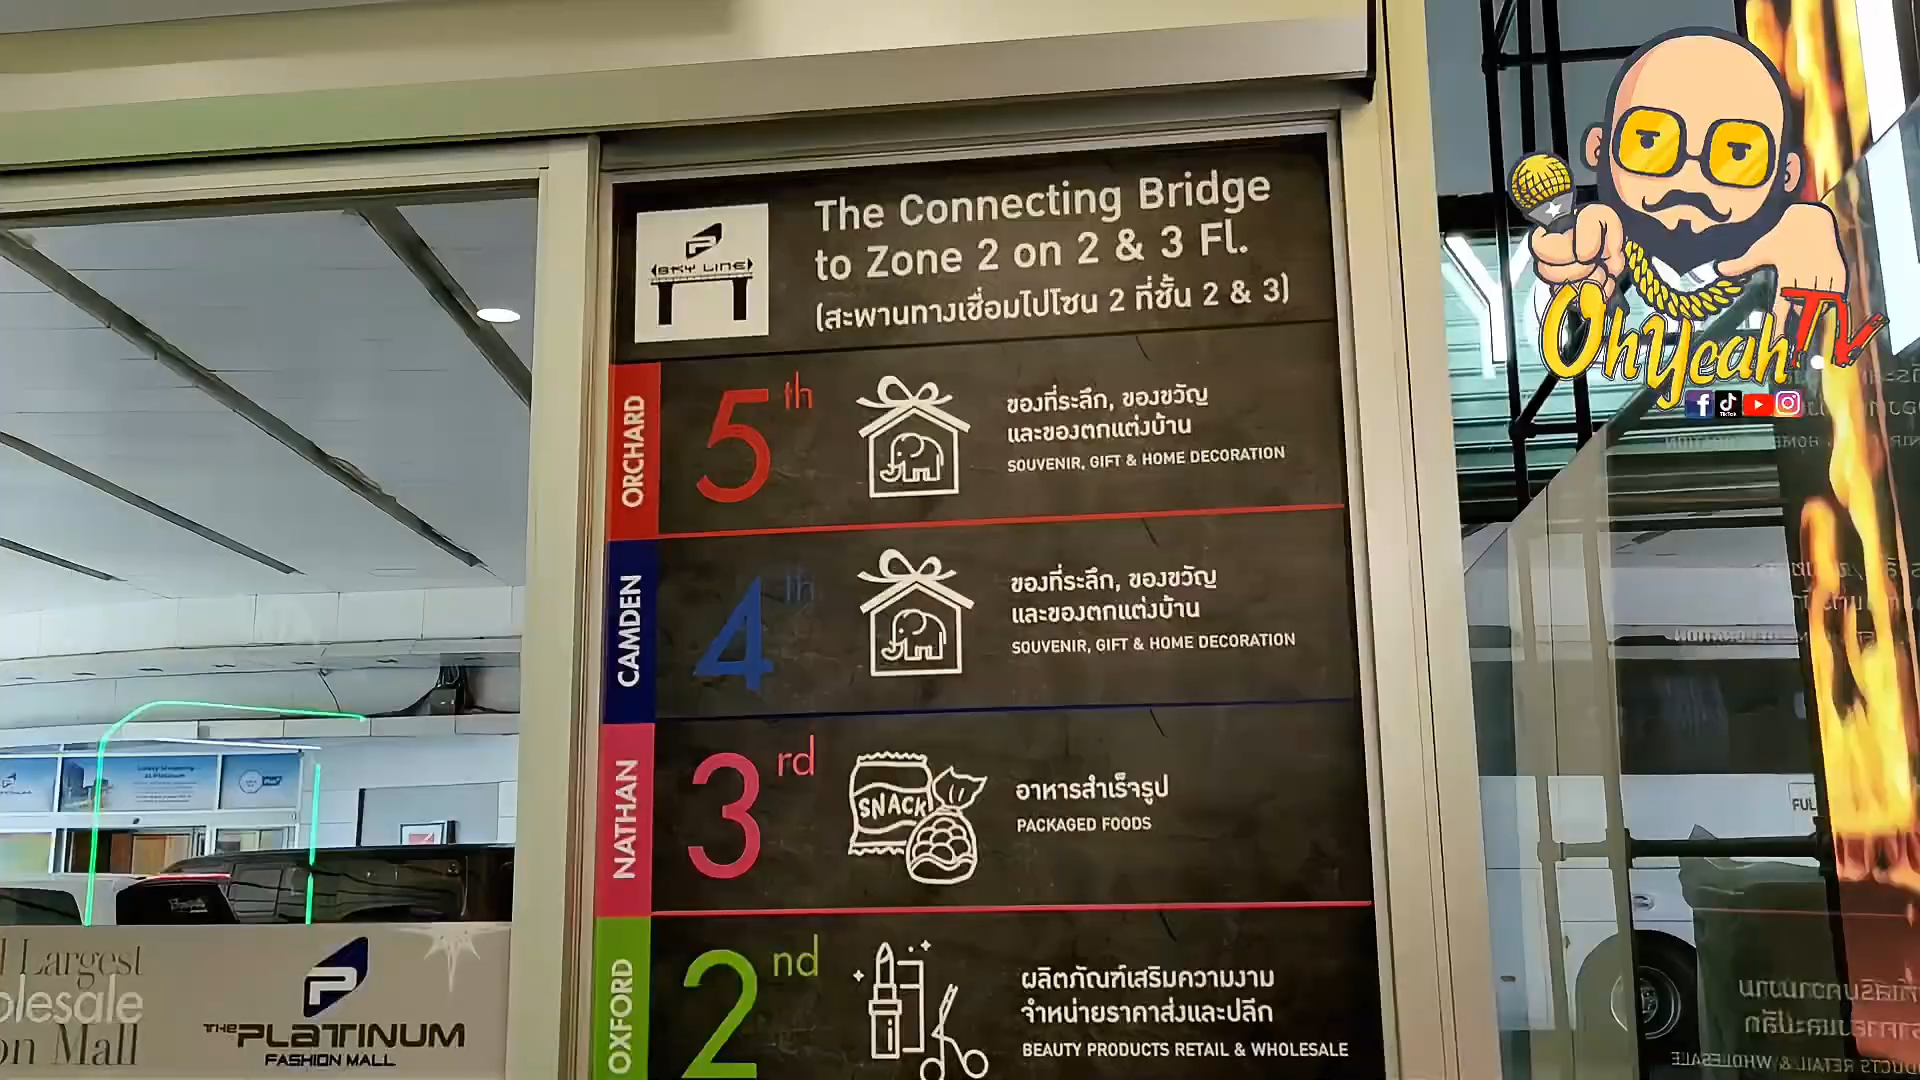 The Connecting Bridge
to Zone 2 on 2 & 3 Fl.
(สะพานทางเชื่อมไปโซน 2 ที่ชั้น 2 & 3)
SKY LINE
ORCHARD
5th
ของที่ระลึก, ของขวัญ
และของตกแต่งบ้าน
SOUVENIR, GIFT & HOME DECORATION
CAMDEN
4th
ของที่ระลึก, ของขวัญ
และของตกแต่งบ้าน
SOUVENIR, GIFT & HOME DECORATION
NATHAN
3rd
SNACK
อาหารสำเร็จรูป
PACKAGED FOODS
OXFORD
2nd
ผลิตภัณฑ์เสริมความงาม
จำหน่ายราคาส่งและปลีก
BEAUTY PRODUCTS RETAIL & WHOLESALE
Largest
olesale
on Mall
THE PLATINUM
FASHION MALL
OhYeah TV
FUL